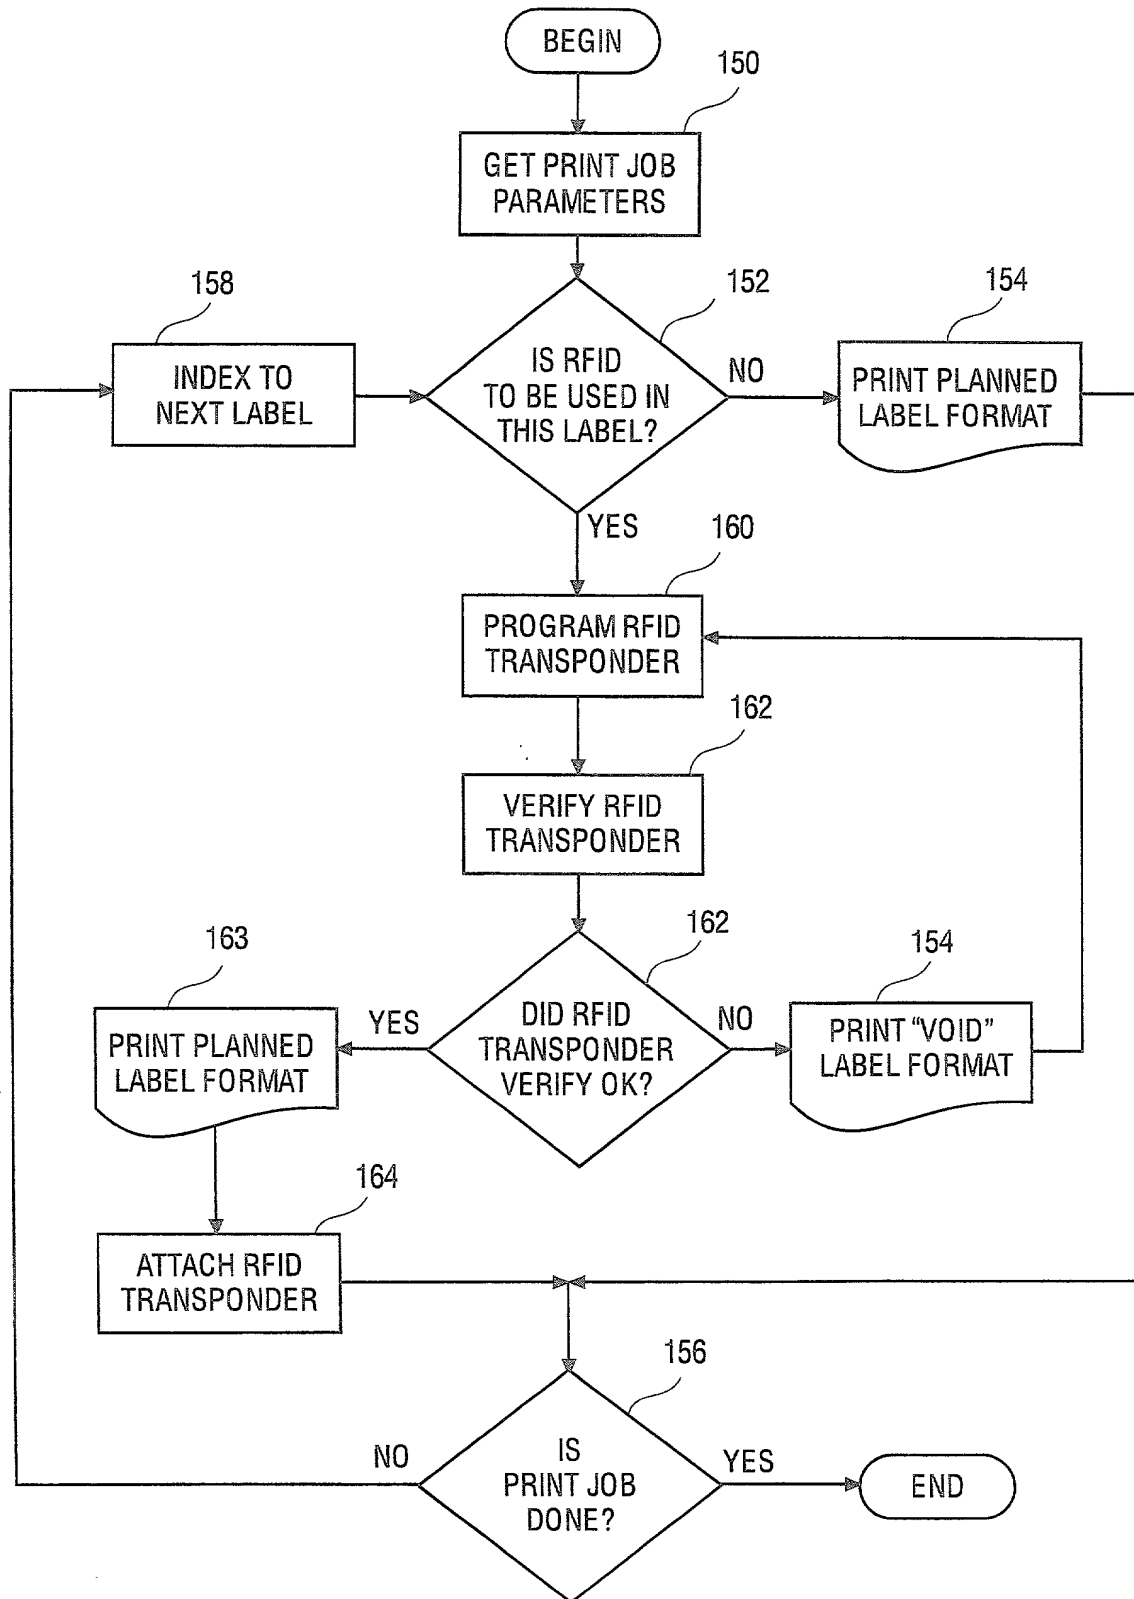 BEGIN
150
GET PRINT JOB
PARAMETERS
158
152
154
INDEX TO
NEXT LABEL
IS RFID
TO BE USED IN
THIS LABEL?
NO
PRINT PLANNED
LABEL FORMAT
YES
160
PROGRAM RFID
TRANSPONDER
162
VERIFY RFID
TRANSPONDER
163
162
154
YES
DID RFID
TRANSPONDER
VERIFY OK?
NO
PRINT PLANNED
LABEL FORMAT
PRINT "VOID"
LABEL FORMAT
164
ATTACH RFID
TRANSPONDER
156
NO
IS
PRINT JOB
DONE?
YES
END